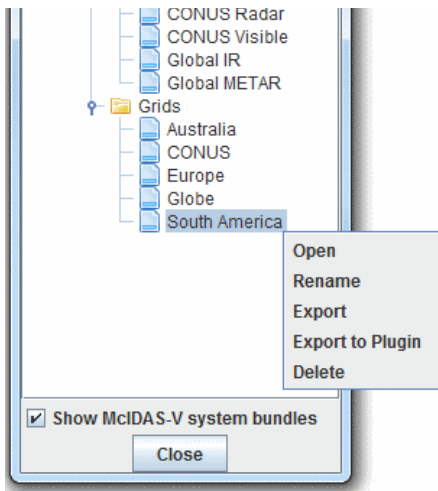 CONUS Radar
CONUS Visible
Global IR
Global METAR
Grids
Australia
CONUS
Europe
Globe
South America
Open
Rename
Export
Export to Plugin
Delete
Show McIDAS-V system bundles
Close